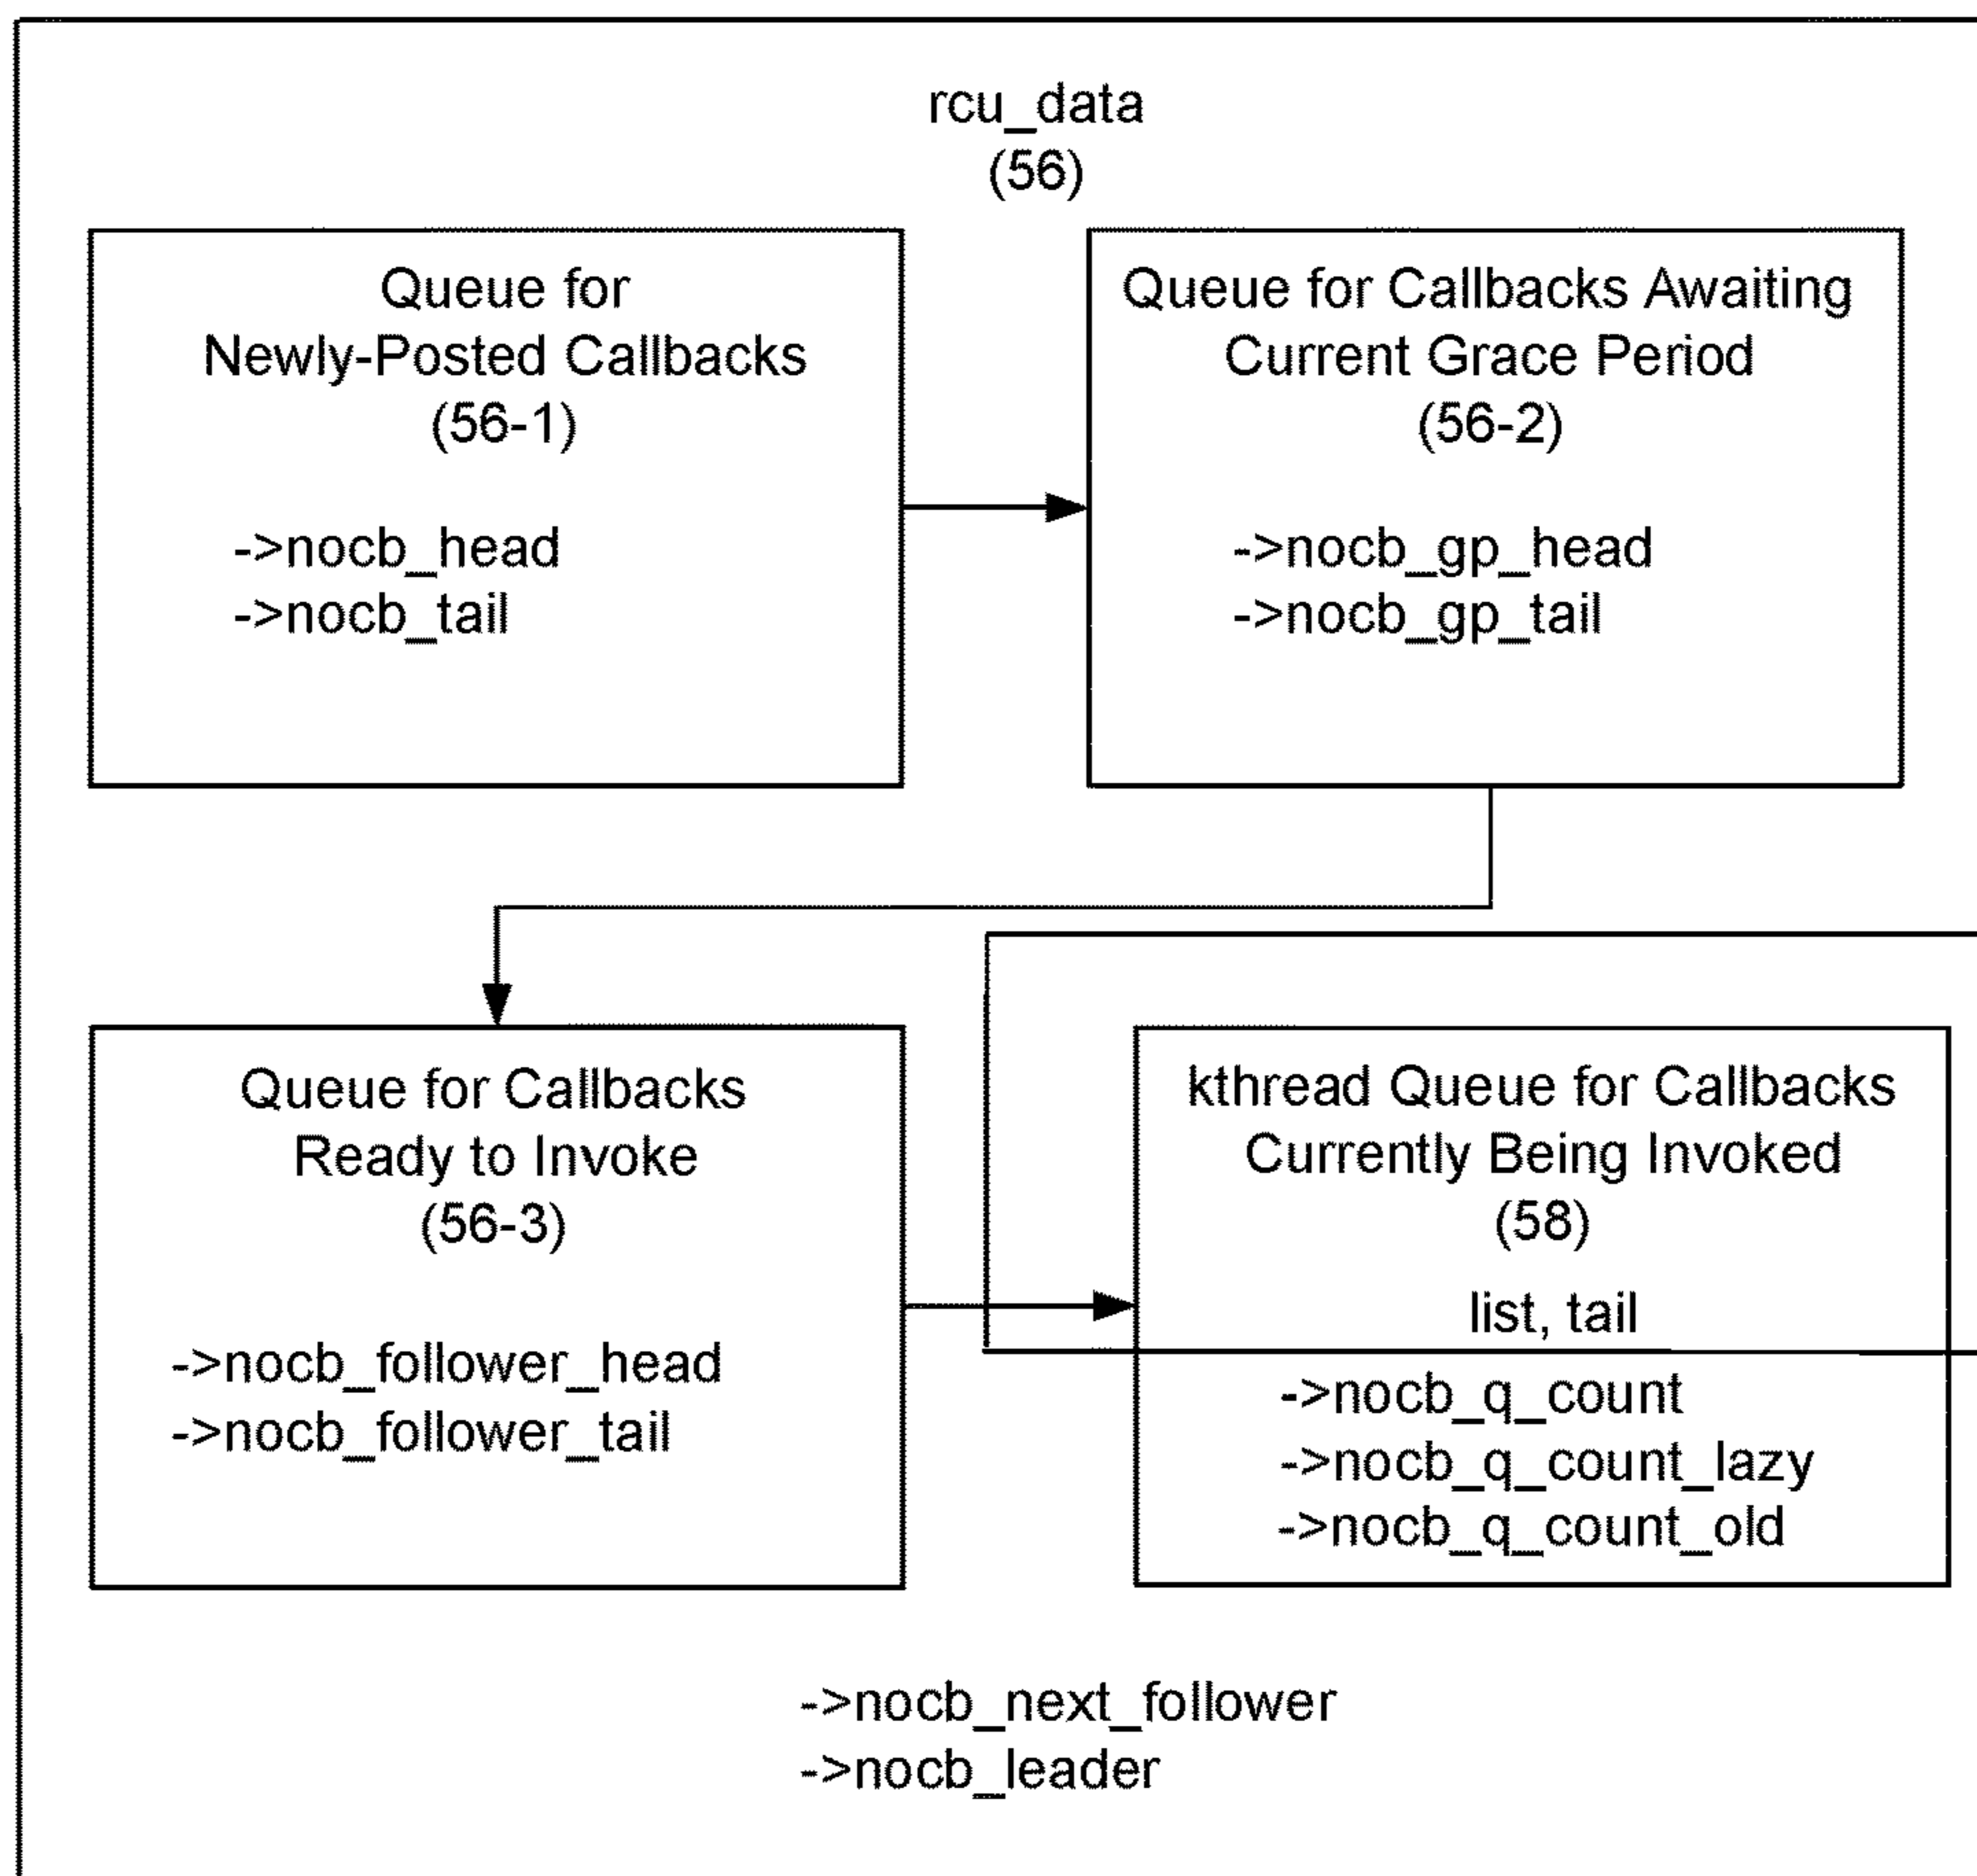 rcu_data
(56)
Queue for
Newly-Posted Callbacks
(56-1)
->nocb_head
->nocb_tail
Queue for Callbacks Awaiting
Current Grace Period
(56-2)
->nocb_gp_head
->nocb_gp_tail
Queue for Callbacks
Ready to Invoke
(56-3)
->nocb_follower_head
->nocb_follower_tail
kthread Queue for Callbacks
Currently Being Invoked
(58)
list, tail
->nocb_q_count
->nocb_q_count_lazy
->nocb_q_count_old
->nocb_next_follower
->nocb_leader